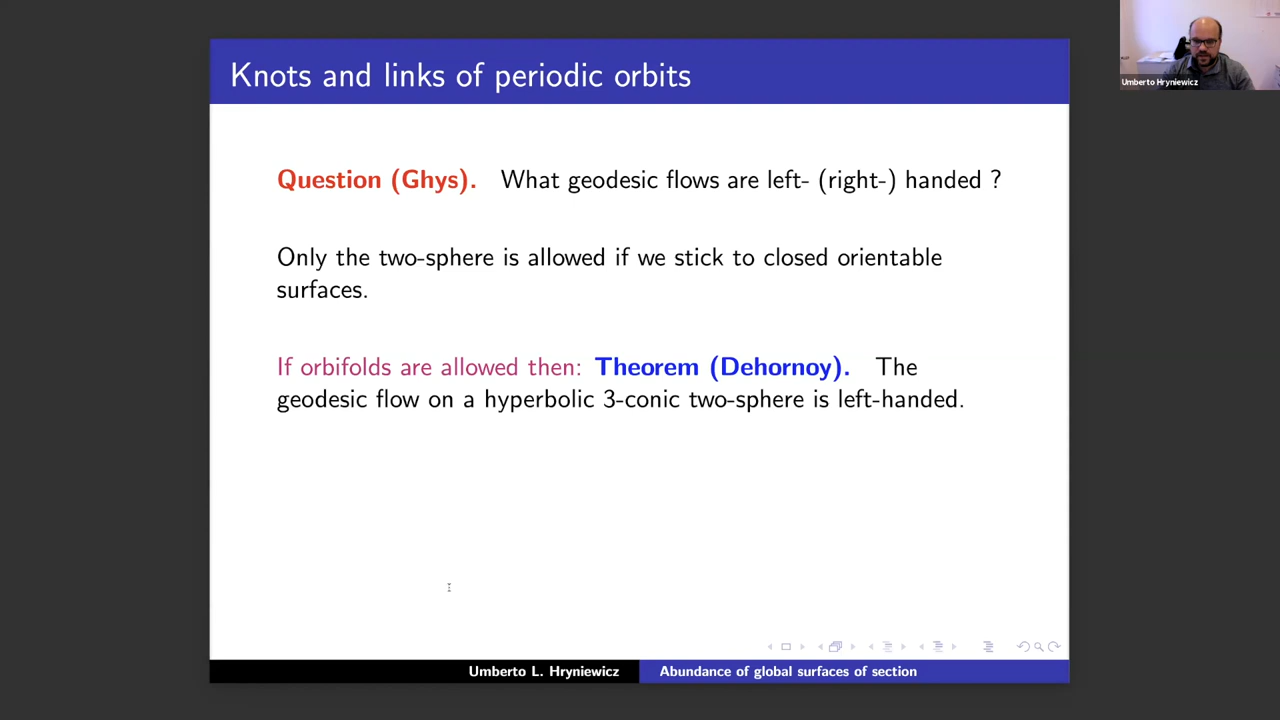 Knots and links of periodic orbits
Umberto Hryniewicz
Question (Ghys). What geodesic flows are left- (right-) handed ?
Only the two-sphere is allowed if we stick to closed orientable
surfaces.
If orbifolds are allowed then: Theorem (Dehornoy). The
geodesic flow on a hyperbolic 3-conic two-sphere is left-handed.
Umberto L. Hryniewicz
Abundance of global surfaces of section